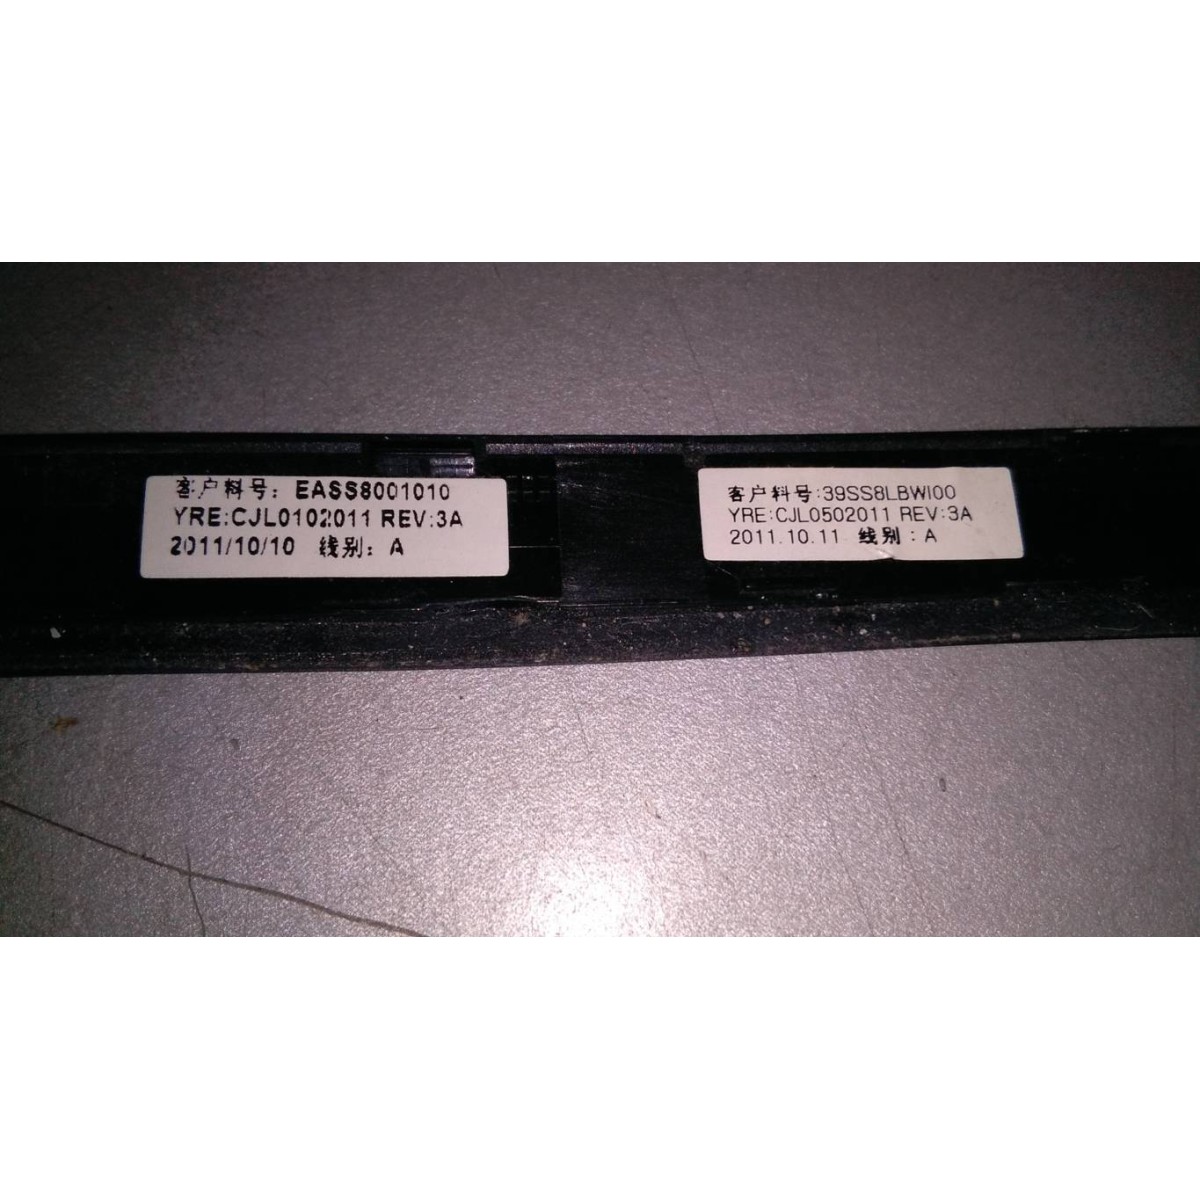 客户料号: EASS8001010
YRE:CJL0102011 REV:3A
2011/10/10 线别: A
客户料号:39SS8LBWI00
YRE:CJL0502011 REV:3A
2011.10.11 线别：A